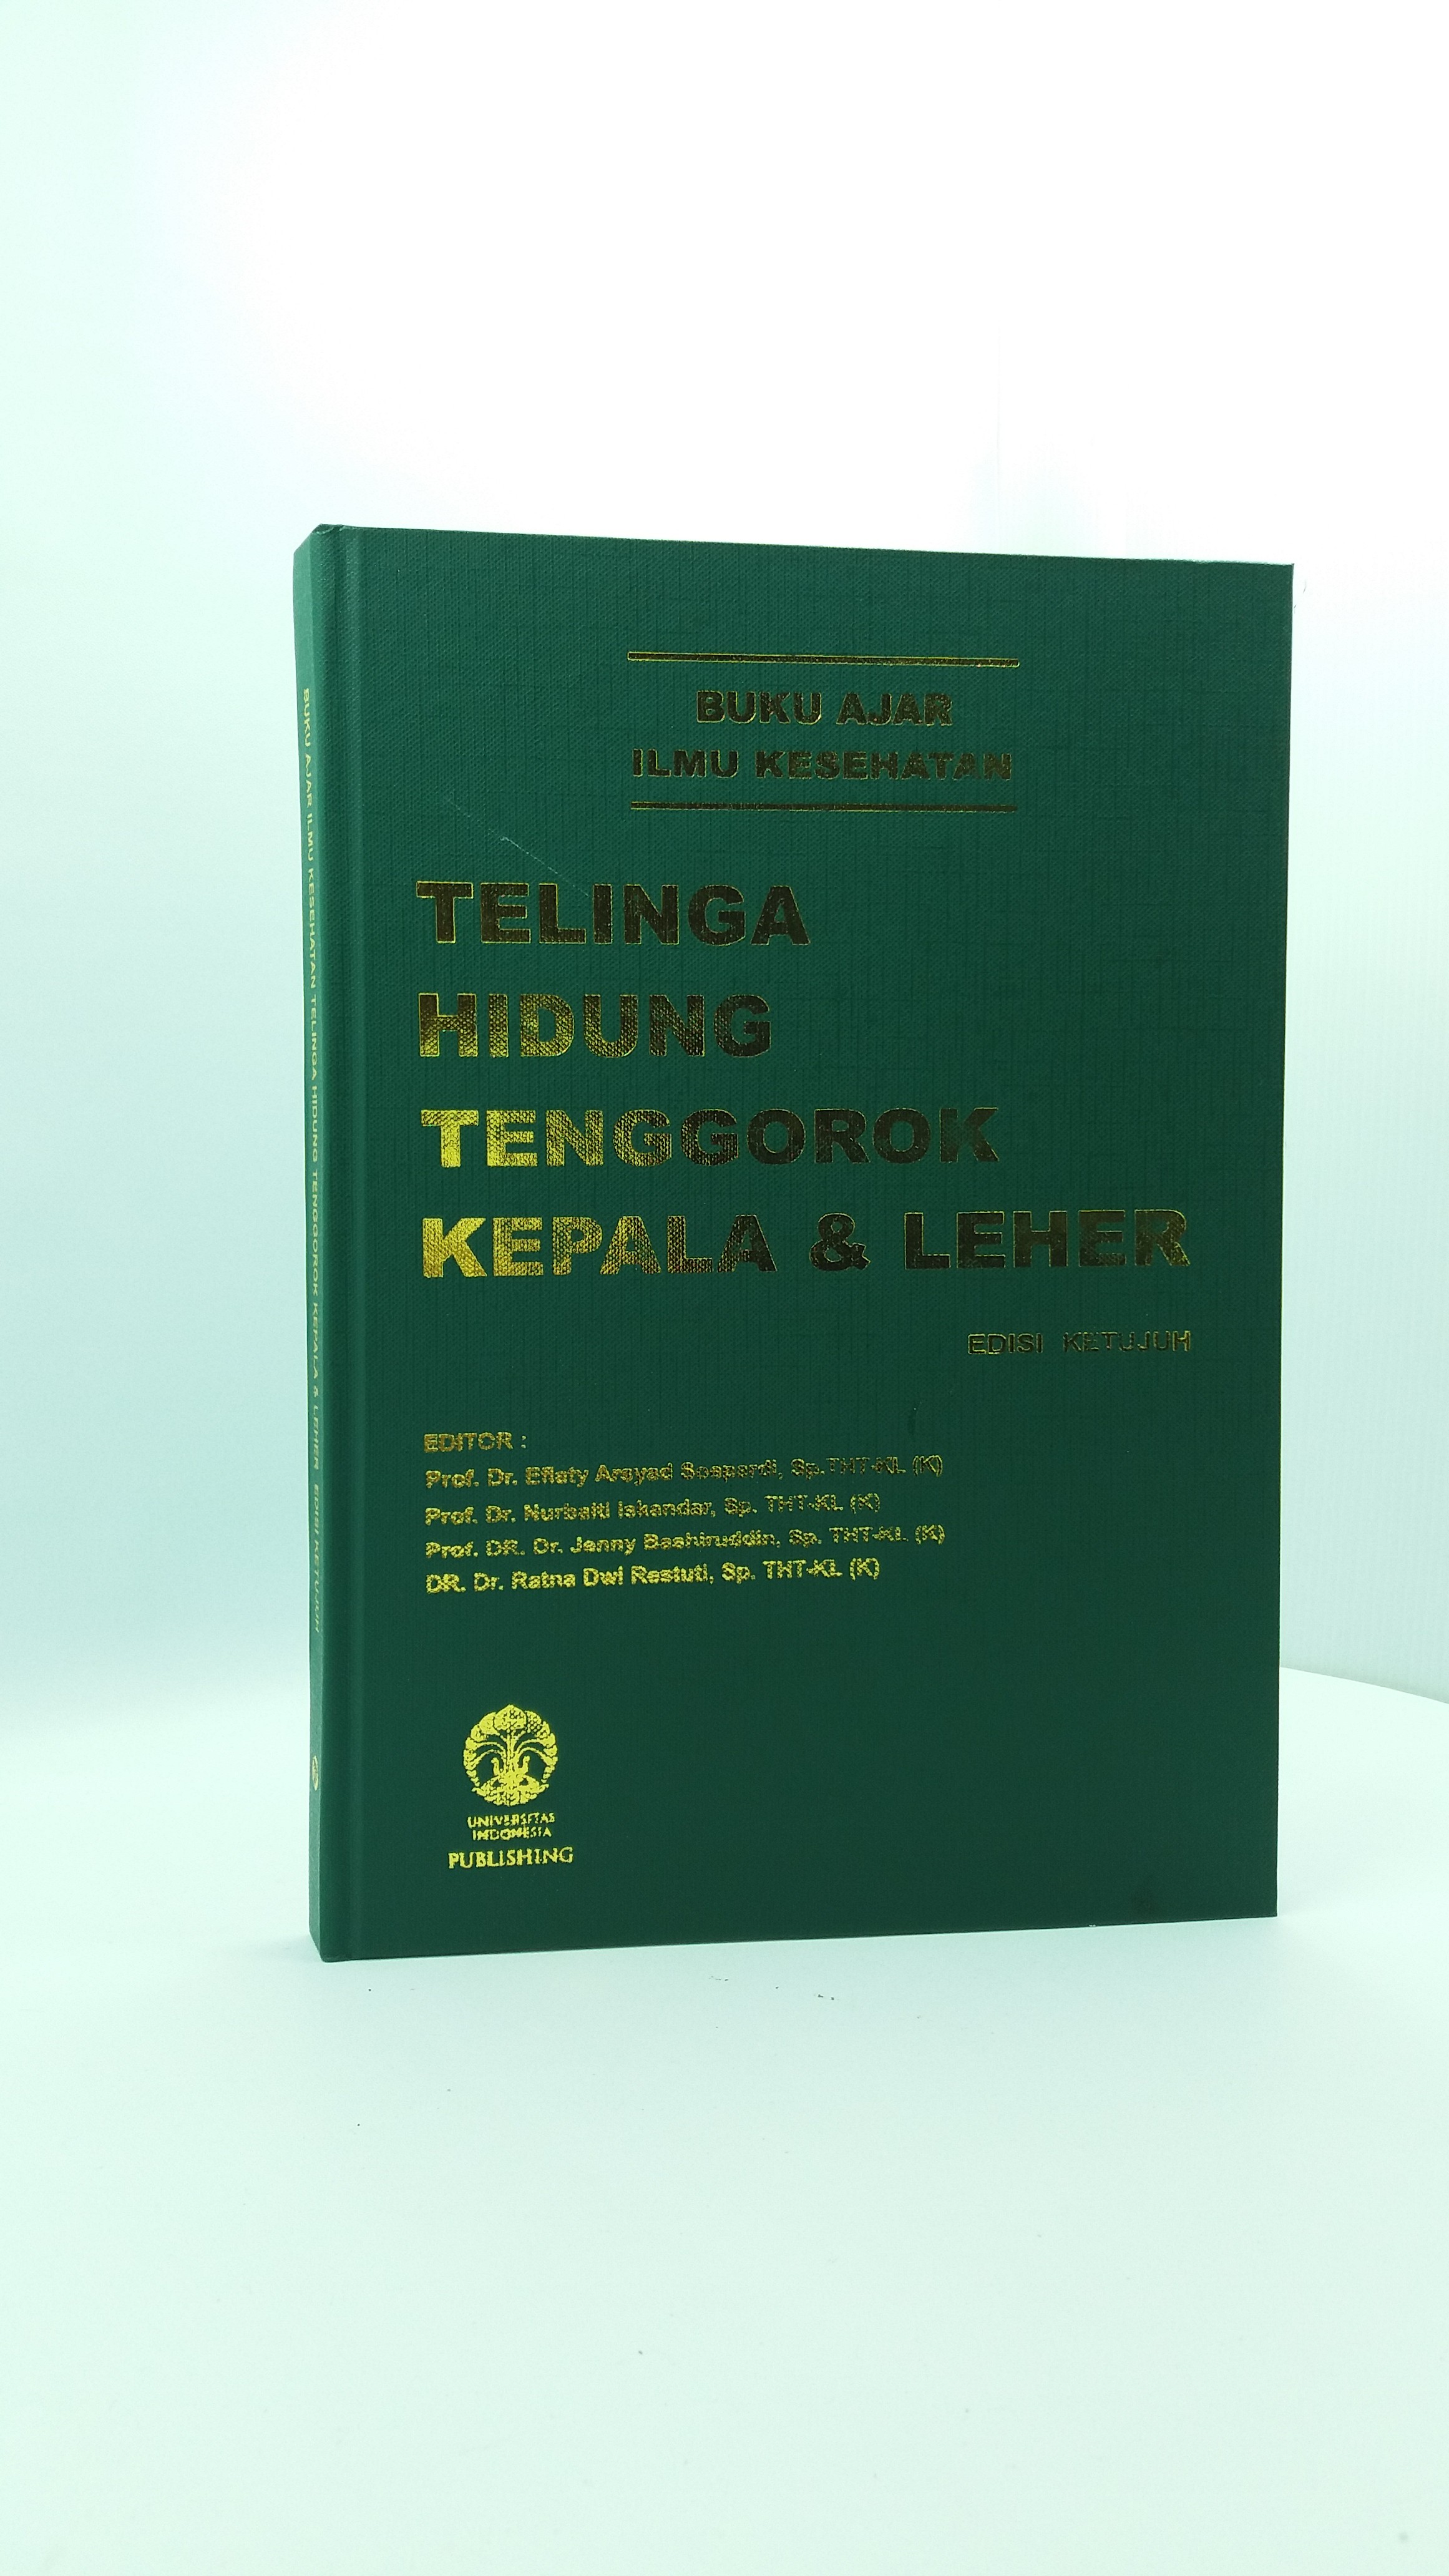 BUKU AJAR
ILMU KESEHATAN
TELINGA
HIDUNG
TENGGOROK
KEPALA & LEHER
EDISI KETUJUH
EDITOR :
Prof. Dr. Efiaty Arsyad Soepardi, Sp.THT-KL (K)
Prof. Dr. Nurbaiti Iskandar, Sp. THT-KL (K)
Prof. DR. Dr. Jenny Bashiruddin, Sp. THT-KL (K)
DR. Dr. Ratna Dwi Restuti, Sp. THT-KL (K)
UNIVERSITAS
INDONESIA
PUBLISHING
BUKU AJAR ILMU KESEHATAN TELINGA HIDUNG TENGGOROK KEPALA & LEHER EDISI KETUJUH